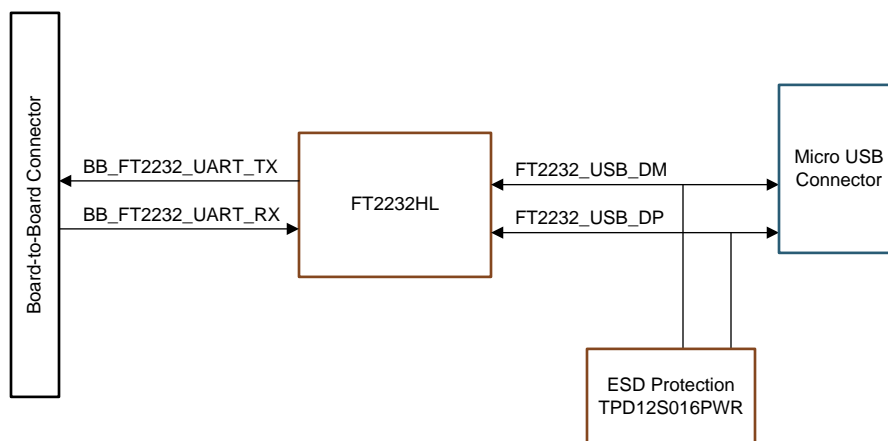 Board-to-Board Connector
BB_FT2232_UART_TX
BB_FT2232_UART_RX
FT2232HL
FT2232_USB_DM
FT2232_USB_DP
Micro USB
Connector
ESD Protection
TPD12S016PWR